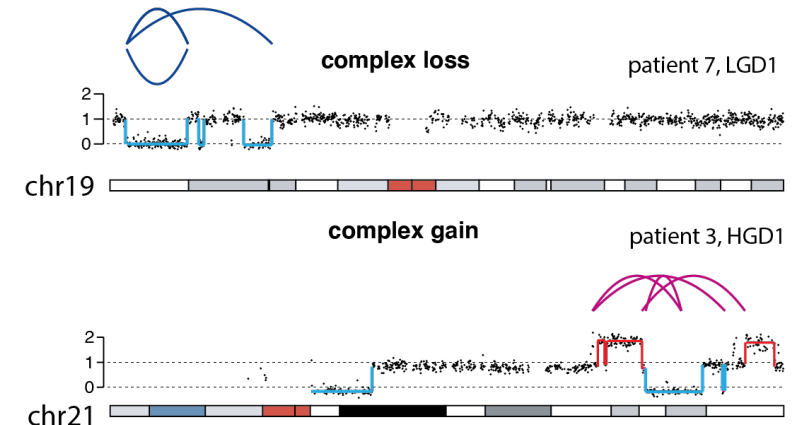 complex loss
patient 7, LGD1
2
1
0
chr19
complex gain
patient 3, HGD1
2
1
0
chr21